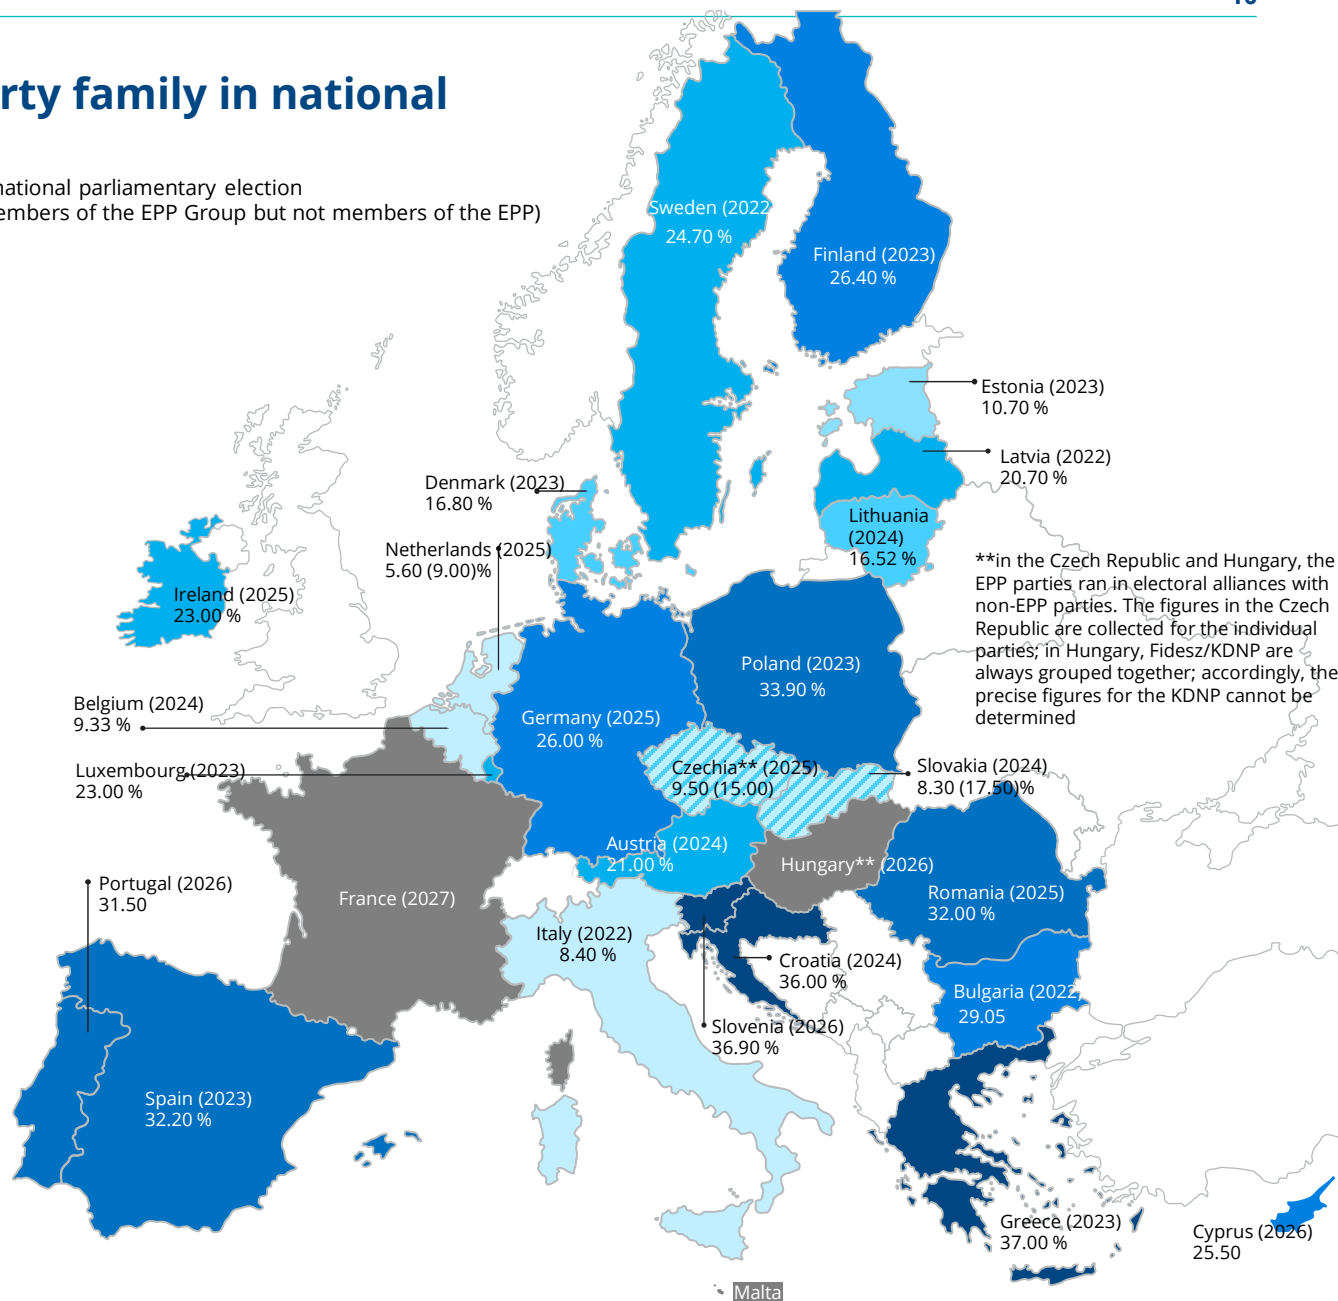 rty family in national
national parliamentary election
embers of the EPP Group but not members of the EPP)
Sweden (2022
24.70 %
Finland (2023)
26.40 %
Estonia (2023)
10.70 %
Latvia (2022)
20.70 %
Denmark (2023)
16.80 %
Lithuania
(2024)
16.52 %
Netherlands (2025)
5.60 (9.00)%
**in the Czech Republic and Hungary, the
EPP parties ran in electoral alliances with
non-EPP parties. The figures in the Czech
Republic are collected for the individual
parties; in Hungary, Fidesz/KDNP are
always grouped together; accordingly, the
precise figures for the KDNP cannot be
determined
Ireland (2025)
23.00 %
Poland (2023)
33.90 %
Belgium (2024)
9.33 %
Germany (2025)
26.00 %
Luxembourg (2023)
23.00 %
Czechia** (2025)
9.50 (15.00)
Slovakia (2024)
8.30 (17.50)%
Austria (2024)
21.00 %
Hungary** (2026)
Portugal (2026)
31.50
France (2027)
Romania (2025)
32.00 %
Italy (2022)
8.40 %
Croatia (2024)
36.00 %
Bulgaria (2022
29.05
Slovenia (2026)
36.90 %
Spain (2023)
32.20 %
Greece (2023)
37.00 %
Cyprus (2026)
25.50
Malta